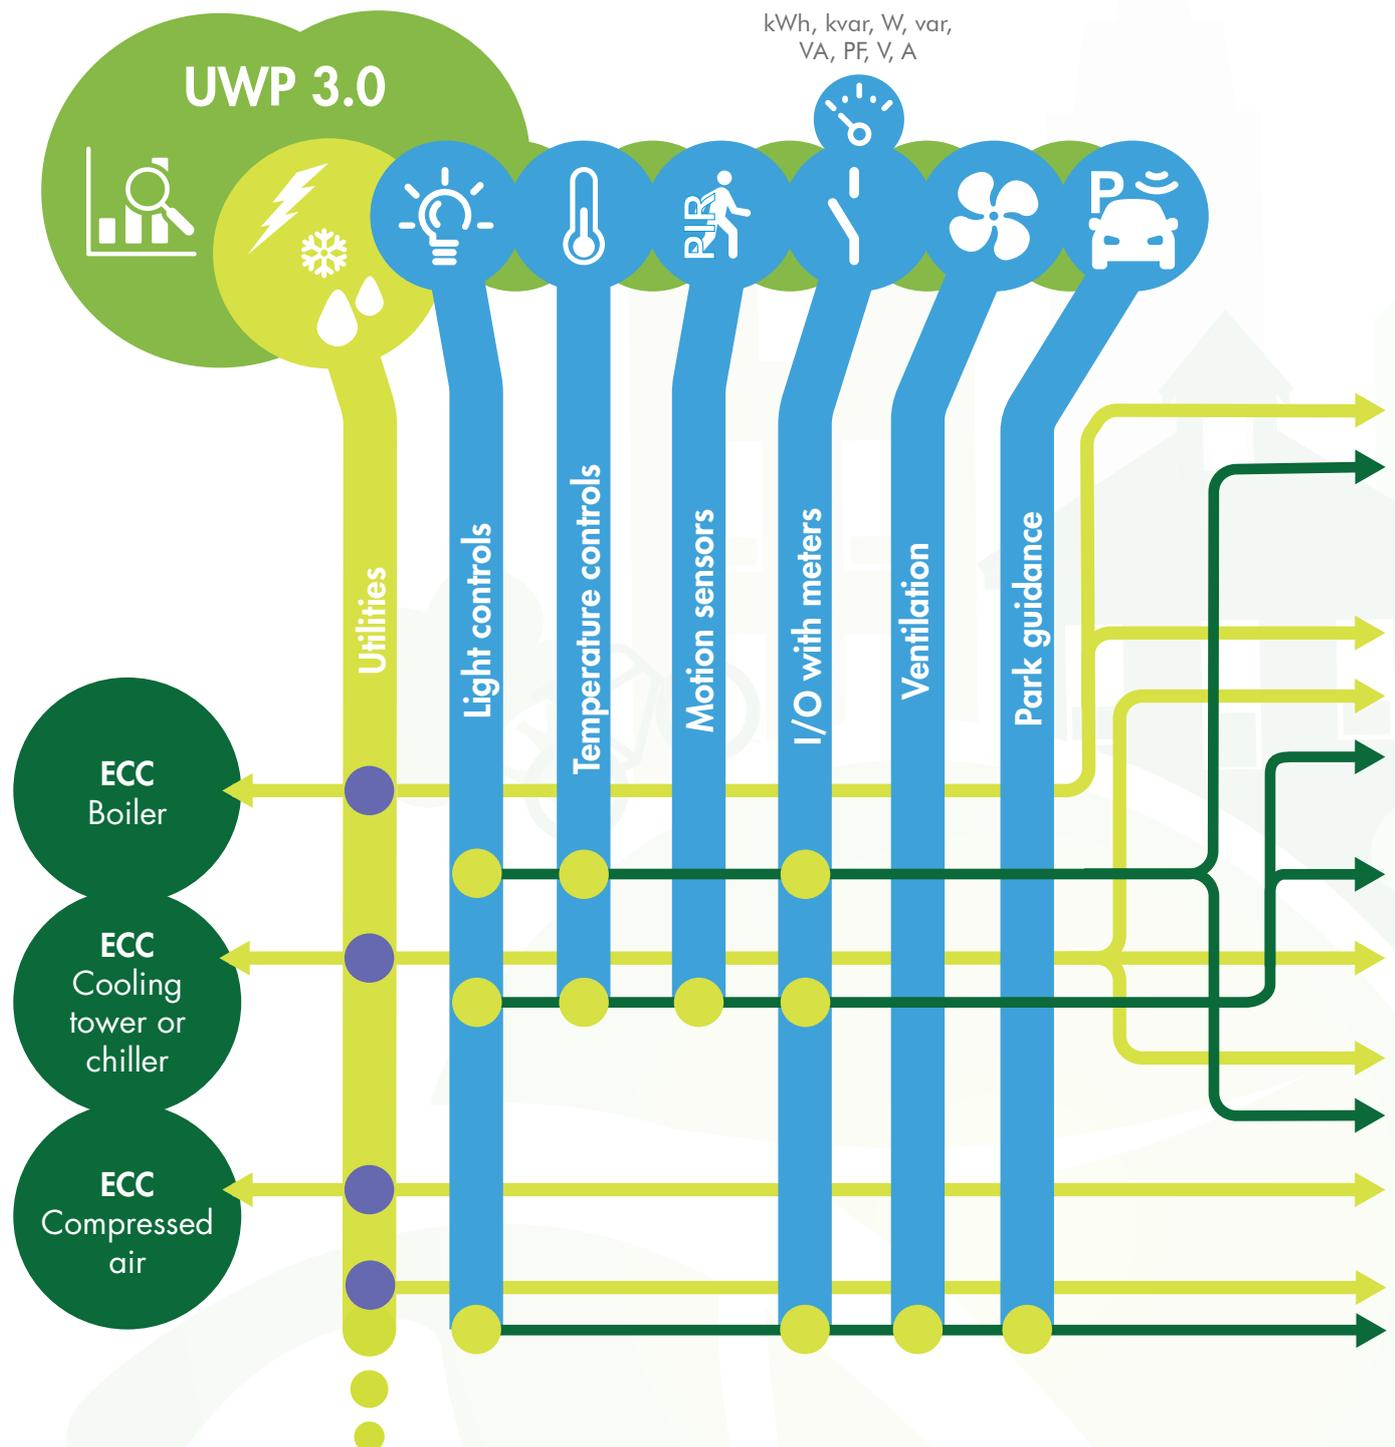 kWh, kvar, W, var,
VA, PF, V, A
UWP 3.0
PIR
P
Utilities
Light controls
Temperature controls
Motion sensors
I/O with meters
Ventilation
Park guidance
ECC
Boiler
ECC
Cooling
tower or
chiller
ECC
Compressed
air